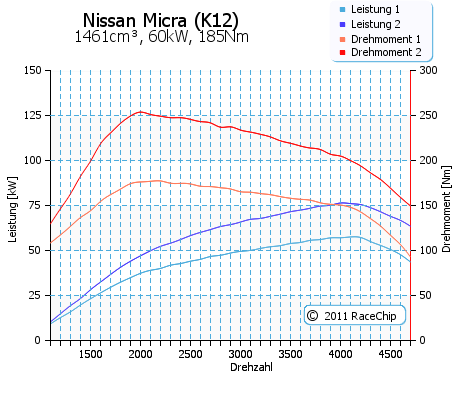 Nissan Micra (K12)
1461cm³, 60kW, 185Nm
Leistung 1
Leistung 2
Drehmoment 1
Drehmoment 2
150
125
100
75
50
25
0
Leistung [kW]
300
250
200
150
100
50
0
Drehmoment [Nm]
1500 2000 2500 3000 3500 4000 4500
Drehzahl
© 2011 RaceChip